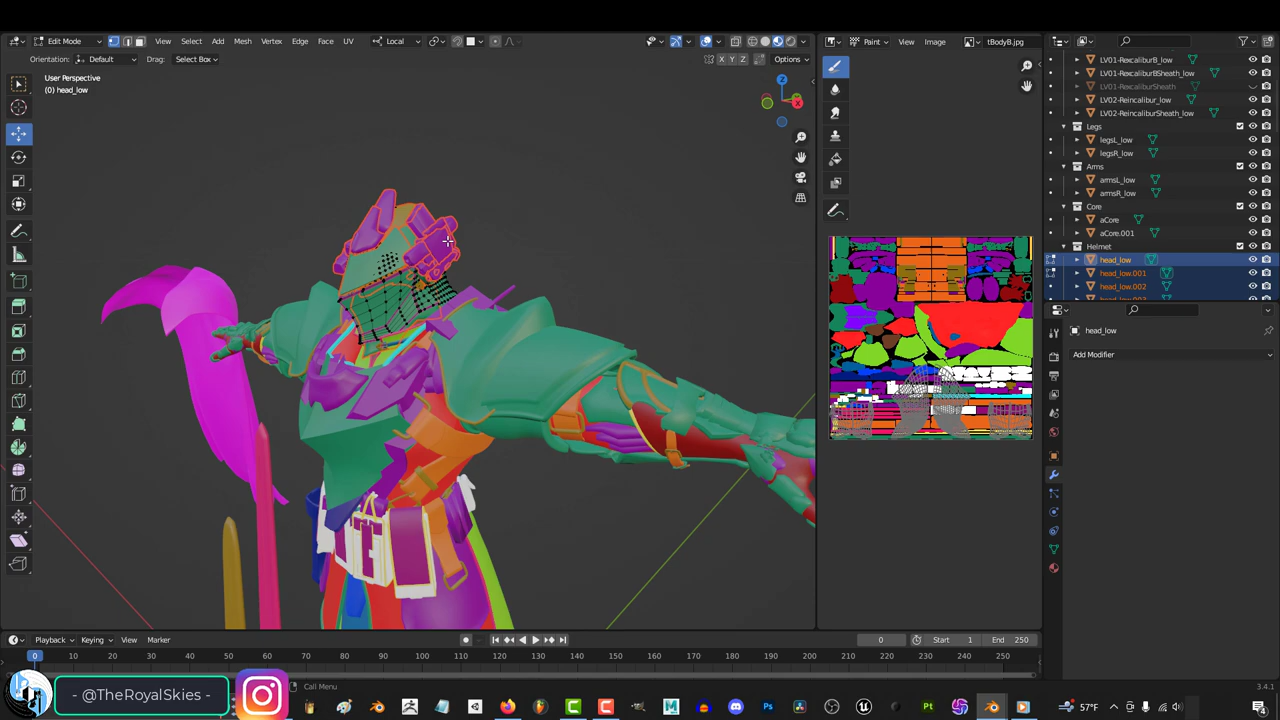 Edit Mode View Select Add Mesh Vertex Edge Face UV Local
Paint View Image tBodyB.jpg
Orientation: Default Drag: Select Box X Y Z Options
User Perspective
(0) head_low
LV01-RexcaliburB_low
LV01-RexcaliburBSheath_low
LV01-RexcaliburSheath
LV02-Reincalibur_low
LV02-ReincaliburSheath_low
Legs
legsL_low
legsR_low
Arms
armsL_low
armsR_low
Core
aCore
aCore.001
Helmet
head_low
head_low.001
head_low.002
head_low
Add Modifier
Playback Keying View Marker
0 Start 1 End 250
0 10 20 30 40 50 60 70 80 90 100 110 120 130 140 150 160 170 180 190 200 210 220 230 240 250
Call Menu 3.4.1
- @TheRoyalSkies -
57°F